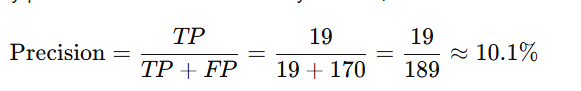 Precision = TP / (TP + FP) = 19 / (19 + 170) = 19 / 189 ≈ 10.1%